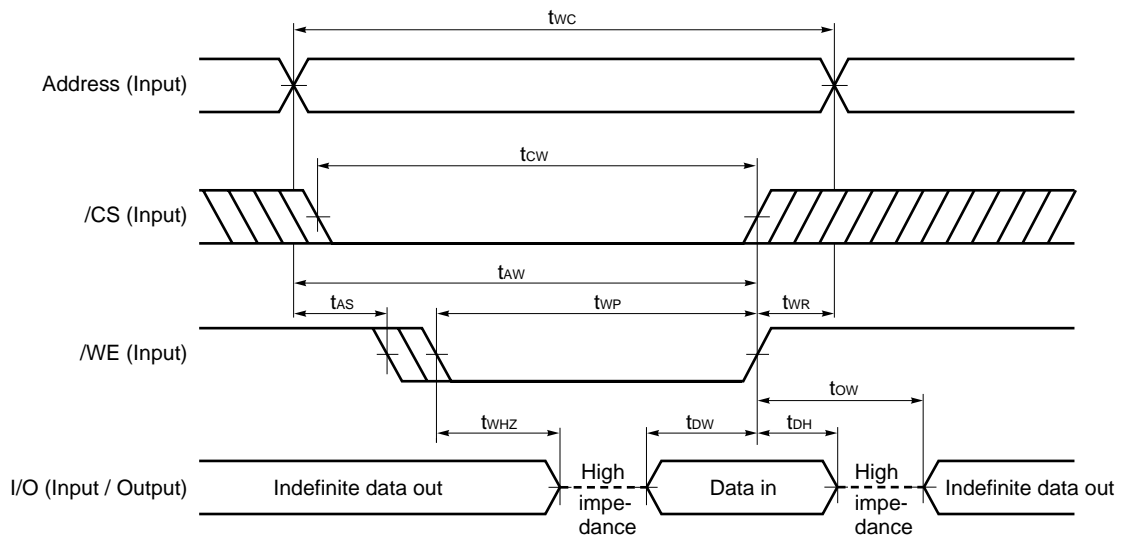 tWC
Address (Input)
tCW
/CS (Input)
tAW
tAS
tWP
tWR
/WE (Input)
tOW
tWHZ
tDW
tDH
I/O (Input / Output)
Indefinite data out
High
impe-
dance
Data in
High
impe-
dance
Indefinite data out